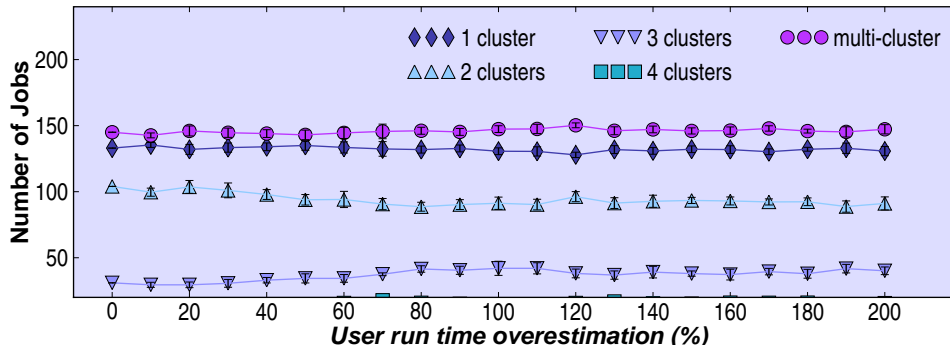 1 cluster 3 clusters multi-cluster
2 clusters 4 clusters
Number of Jobs
200
150
100
50
0 20 40 60 80 100 120 140 160 180 200
User run time overestimation (%)